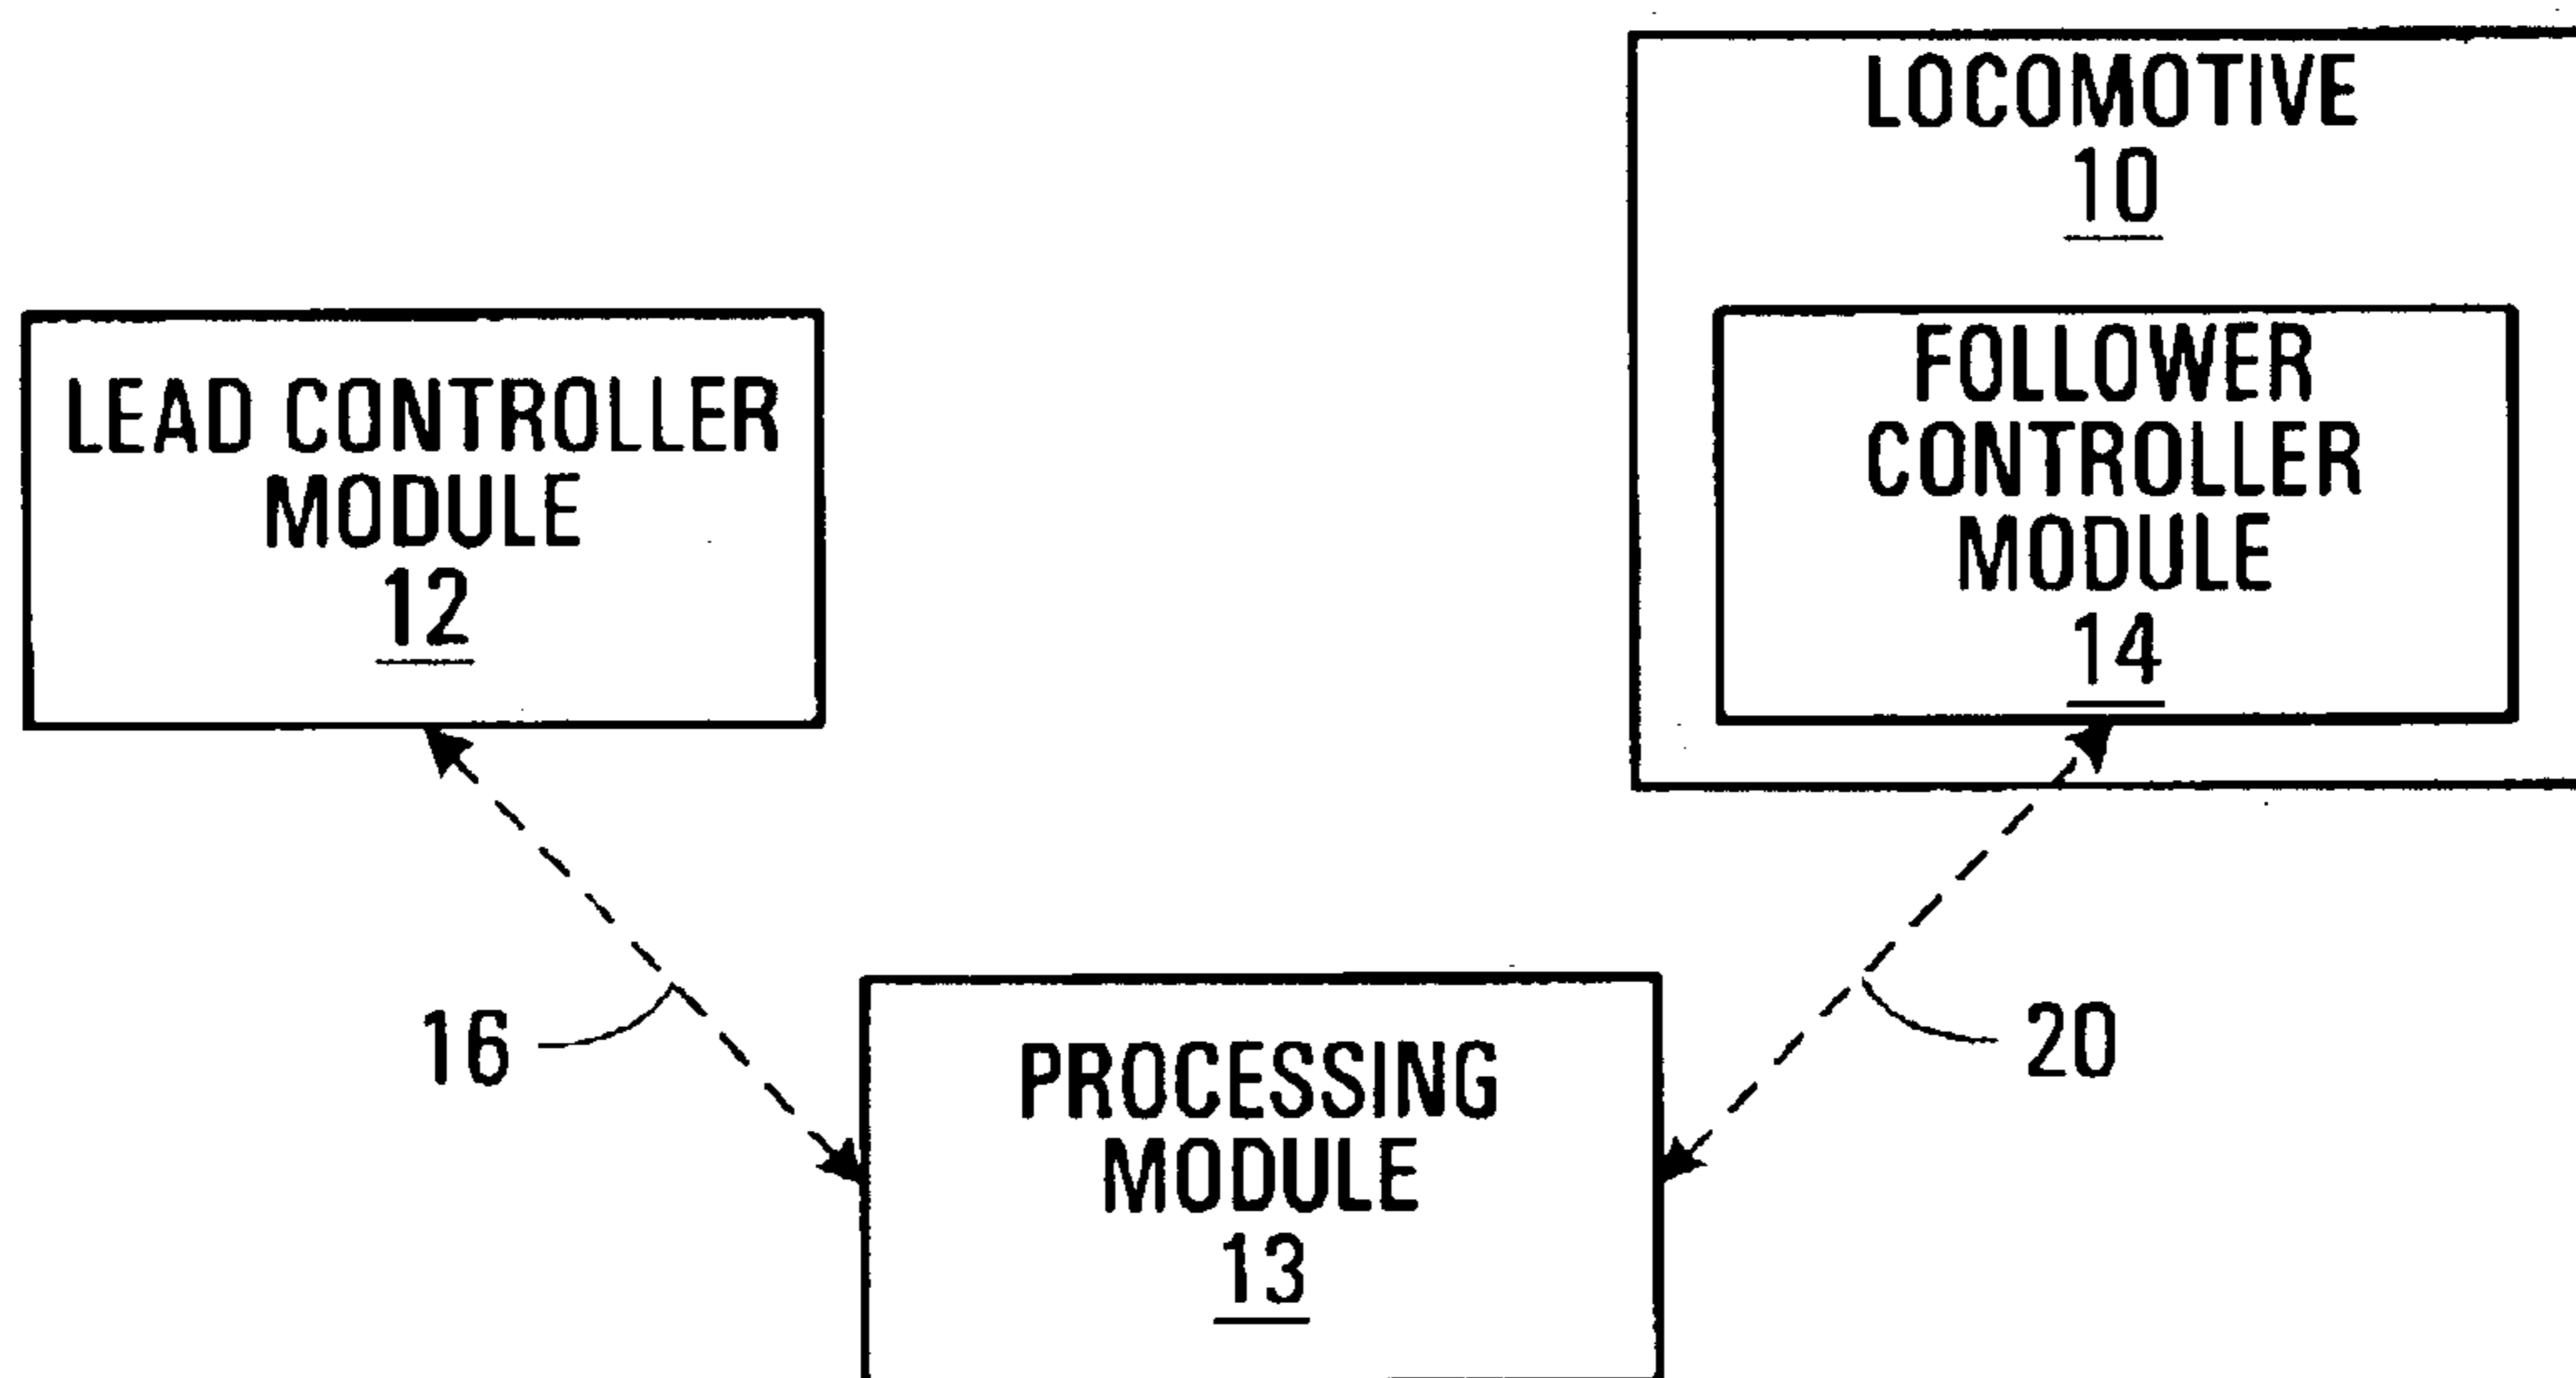 LOCOMOTIVE
10
LEAD CONTROLLER
MODULE
12
FOLLOWER
CONTROLLER
MODULE
14
16
20
PROCESSING
MODULE
13